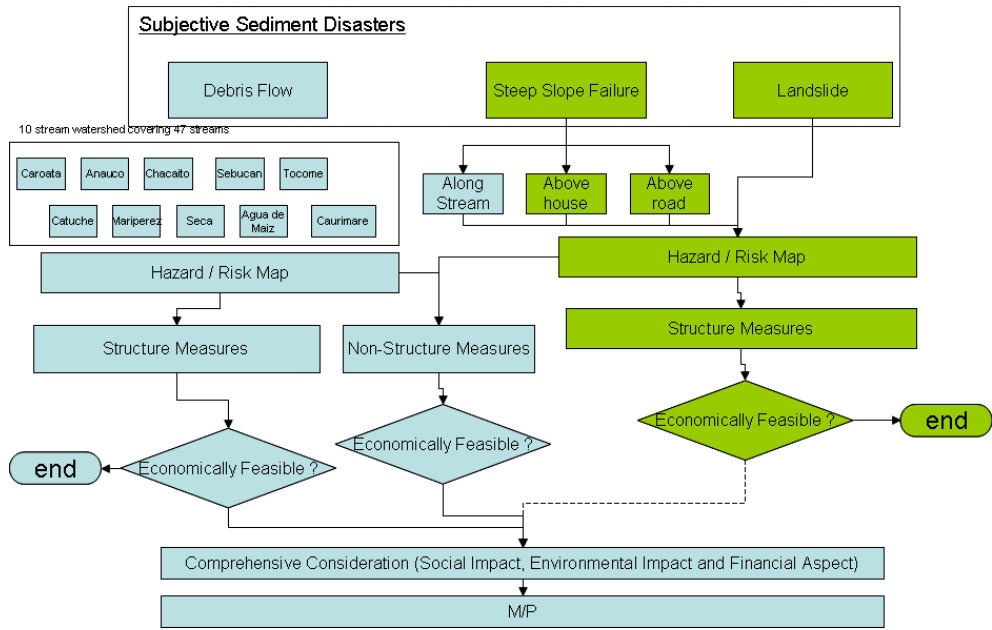 Subjective Sediment Disasters
Debris Flow
Steep Slope Failure
Landslide
10 stream watershed covering 47 streams
Caroata
Anauco
Chacaito
Sebucan
Tocome
Catuche
Mariperez
Seca
Agua de
Maiz
Caurimare
Along
Stream
Above
house
Above
road
Hazard / Risk Map
Hazard / Risk Map
Structure Measures
Non-Structure Measures
Structure Measures
Economically Feasible ?
Economically Feasible ?
Economically Feasible ?
end
end
Comprehensive Consideration (Social Impact, Environmental Impact and Financial Aspect)
M/P